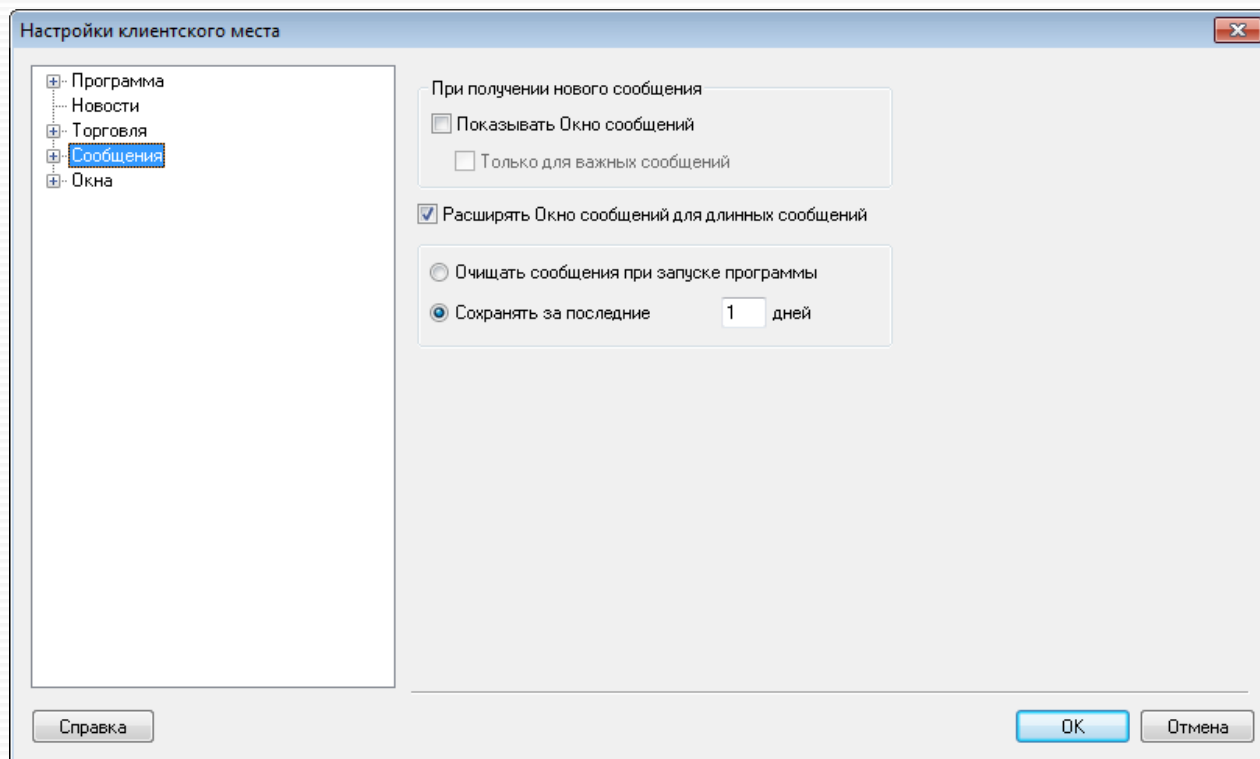 Настройки клиентского места
Программа
Новости
Торговля
Сообщения
Окна
При получении нового сообщения
Показывать Окно сообщений
Только для важных сообщений
Расширять Окно сообщений для длинных сообщений
Очищать сообщения при запуске программы
Сохранять за последние 1 дней
Справка
OK
Отмена